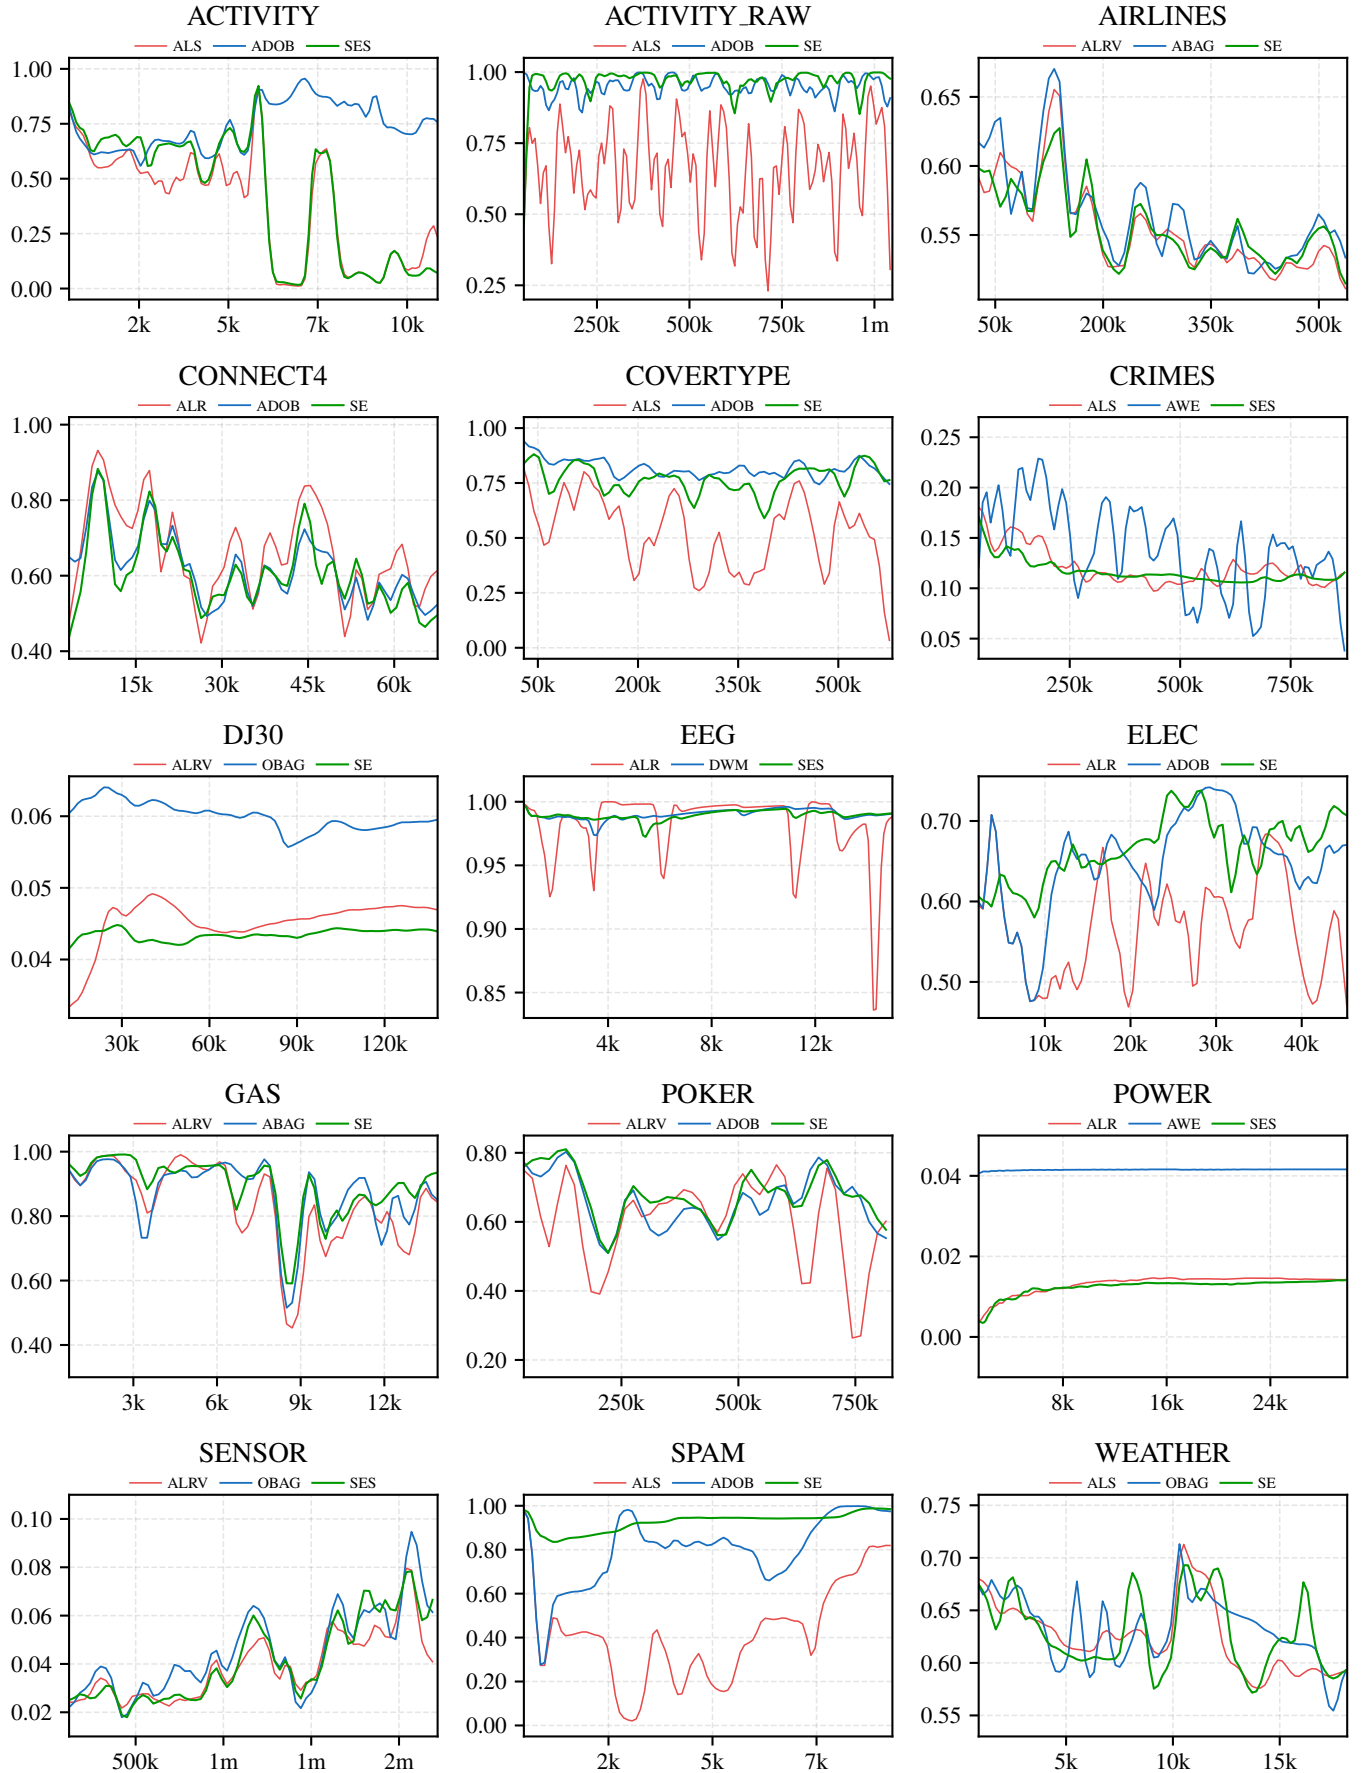 ACTIVITY
ALS ADOB SES
1.00
0.75
0.50
0.25
0.00
2k 5k 7k 10k
ACTIVITY_RAW
ALS ADOB SE
1.00
0.75
0.50
0.25
250k 500k 750k 1m
AIRLINES
ALRV ABAG SE
0.65
0.60
0.55
50k 200k 350k 500k
CONNECT4
ALR ADOB SE
1.00
0.80
0.60
0.40
15k 30k 45k 60k
COVERTYPE
ALS ADOB SE
1.00
0.75
0.50
0.25
0.00
50k 200k 350k 500k
CRIMES
ALS AWE SES
0.25
0.20
0.15
0.10
0.05
250k 500k 750k
DJ30
ALRV OBAG SE
0.06
0.05
0.04
30k 60k 90k 120k
EEG
ALR DWM SES
1.00
0.95
0.90
0.85
4k 8k 12k
ELEC
ALR ADOB SE
0.70
0.60
0.50
10k 20k 30k 40k
GAS
ALRV ABAG SE
1.00
0.80
0.60
0.40
3k 6k 9k 12k
POKER
ALRV ADOB SE
0.80
0.60
0.40
0.20
250k 500k 750k
POWER
ALR AWE SES
0.04
0.02
0.00
8k 16k 24k
SENSOR
ALRV OBAG SES
0.10
0.08
0.06
0.04
0.02
500k 1m 1m 2m
SPAM
ALS ADOB SE
1.00
0.80
0.60
0.40
0.20
0.00
2k 5k 7k
WEATHER
ALS OBAG SE
0.75
0.70
0.65
0.60
0.55
5k 10k 15k